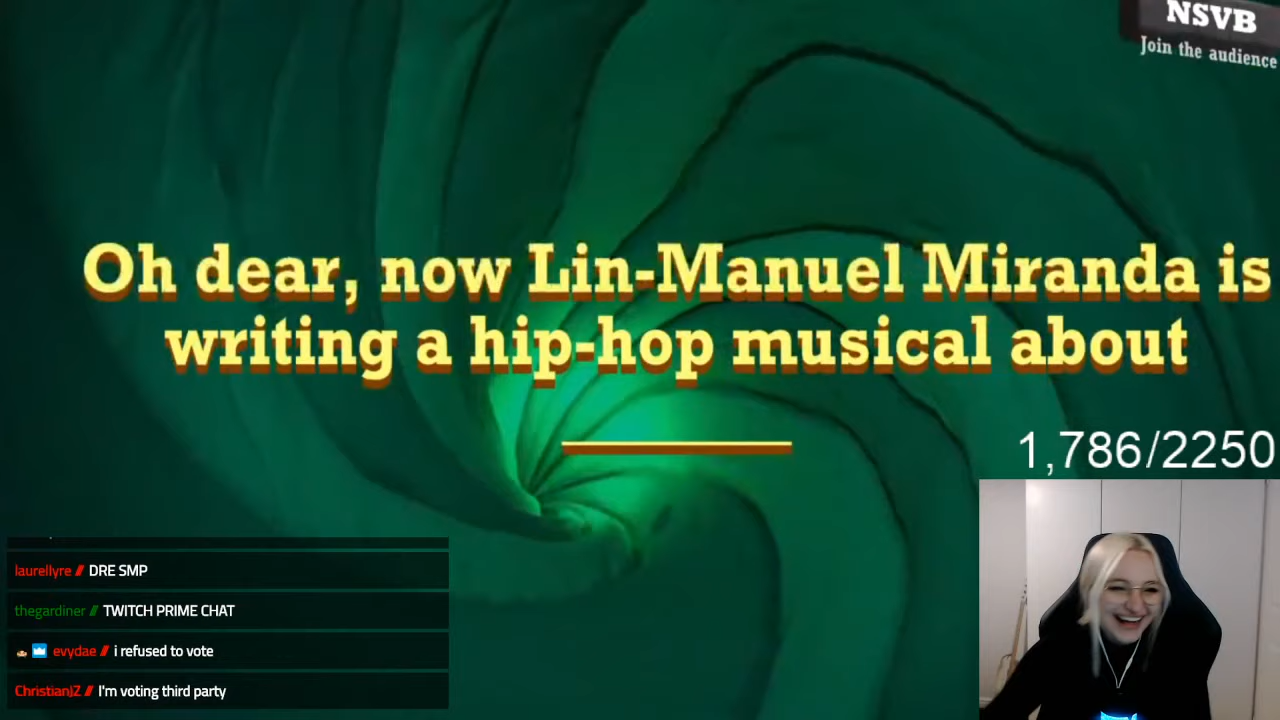 NSVB
Join the audience
Oh dear, now Lin-Manuel Miranda is
writing a hip-hop musical about
1,786/2250
laurellyre // DRE SMP
thegardiner // TWITCH PRIME CHAT
evydae // i refused to vote
ChristianJZ // I'm voting third party